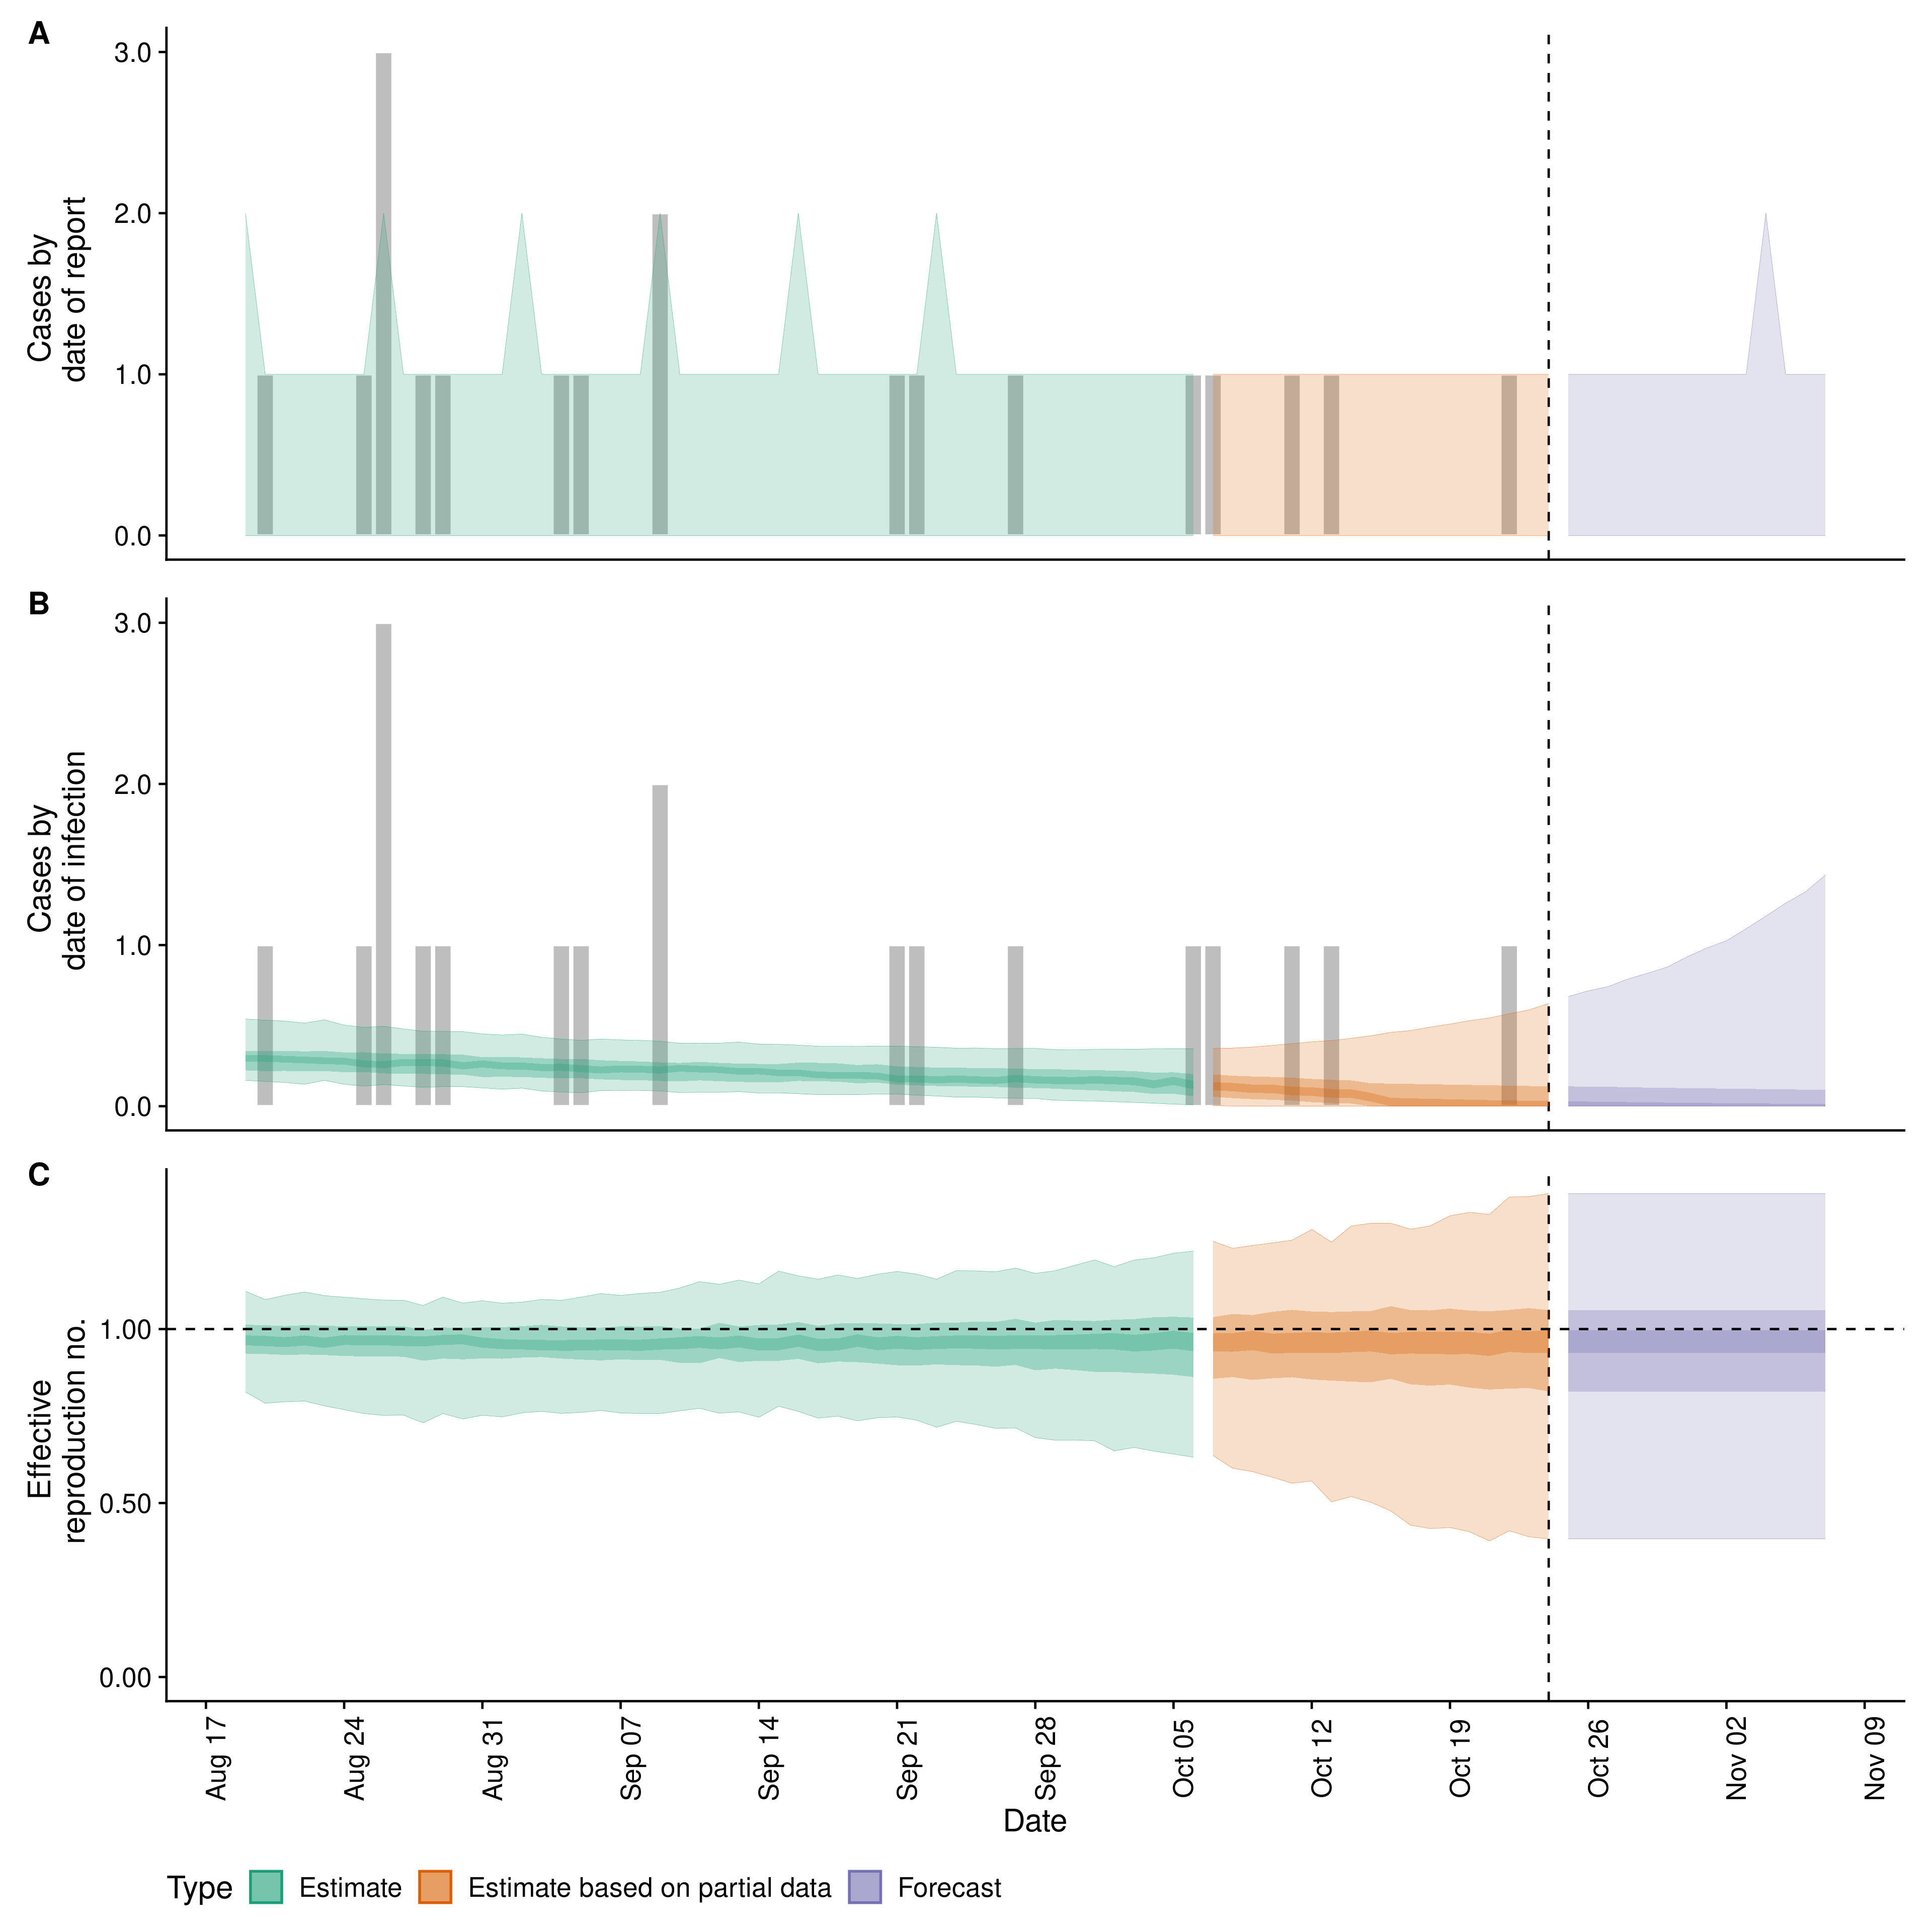 A
Cases by
date of report
3.0
2.0
1.0
0.0
B
Cases by
date of infection
3.0
2.0
1.0
0.0
C
Effective
reproduction no.
1.00
0.50
0.00
Aug 17
Aug 24
Aug 31
Sep 07
Sep 14
Sep 21
Sep 28
Oct 05
Oct 12
Oct 19
Oct 26
Nov 02
Nov 09
Date
Type Estimate Estimate based on partial data Forecast